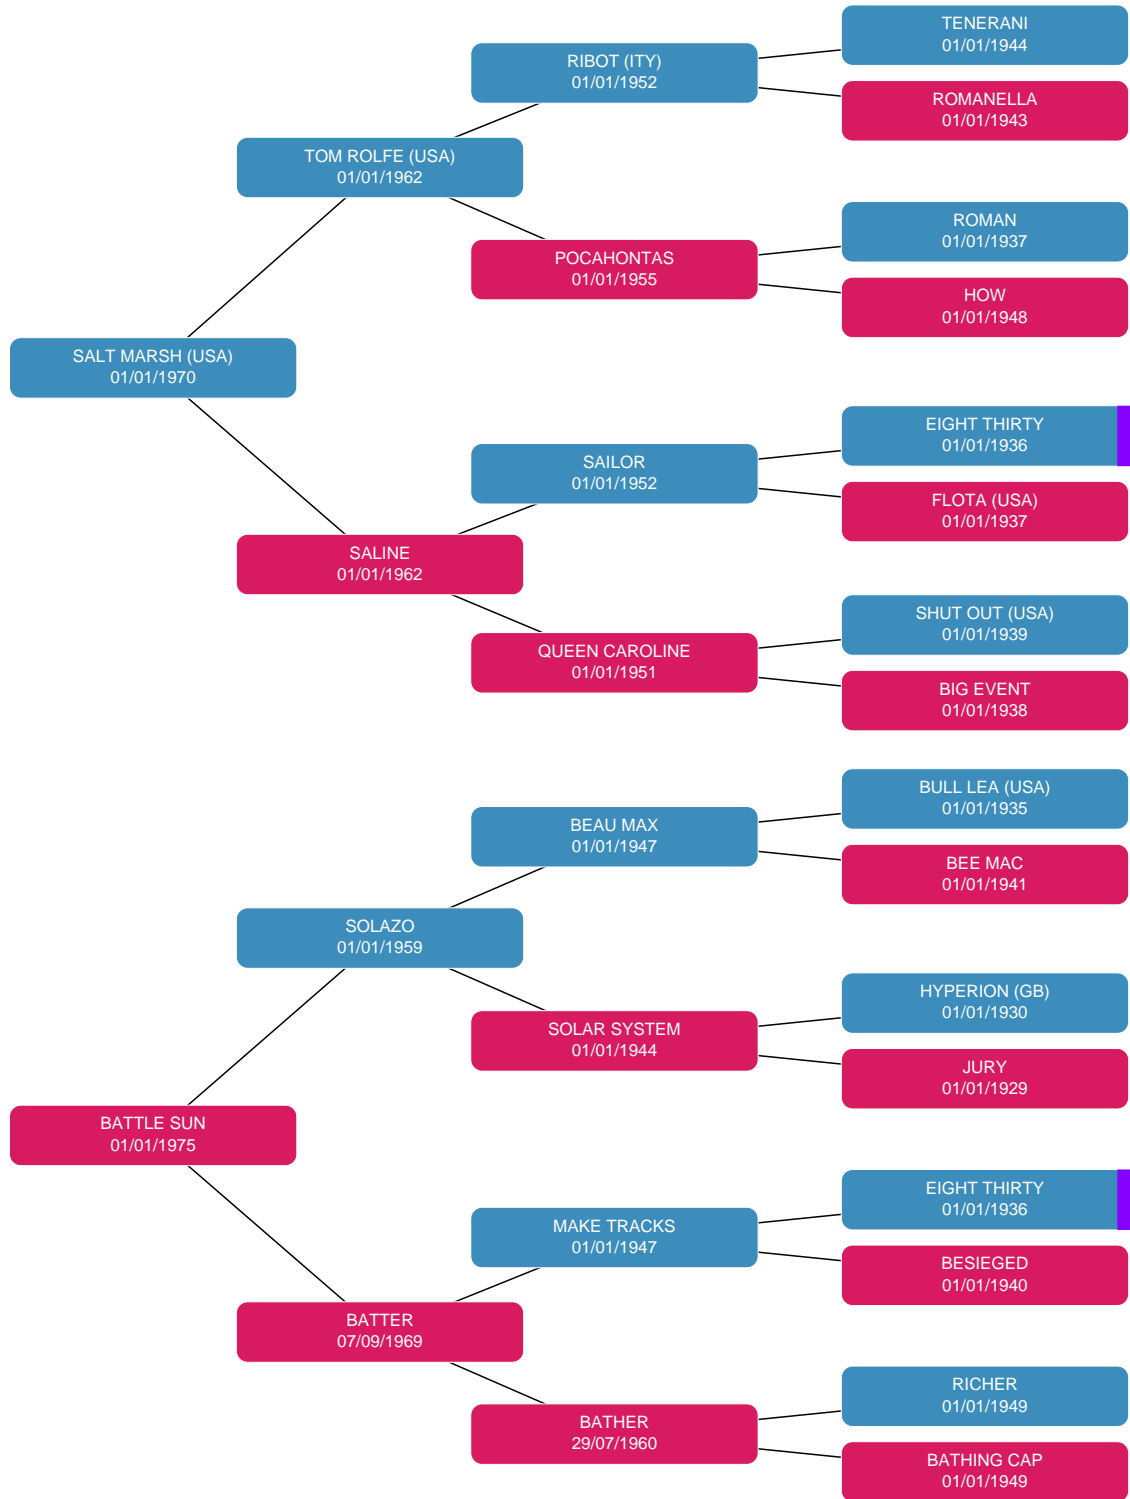 TENERANI
01/01/1944
RIBOT (ITY)
01/01/1952
ROMANELLA
01/01/1943
TOM ROLFE (USA)
01/01/1962
ROMAN
01/01/1937
POCAHONTAS
01/01/1955
HOW
01/01/1948
SALT MARSH (USA)
01/01/1970
EIGHT THIRTY
01/01/1936
SAILOR
01/01/1952
FLOTA (USA)
01/01/1937
SALINE
01/01/1962
SHUT OUT (USA)
01/01/1939
QUEEN CAROLINE
01/01/1951
BIG EVENT
01/01/1938
BULL LEA (USA)
01/01/1935
BEAU MAX
01/01/1947
BEE MAC
01/01/1941
SOLAZO
01/01/1959
HYPERION (GB)
01/01/1930
SOLAR SYSTEM
01/01/1944
JURY
01/01/1929
BATTLE SUN
01/01/1975
EIGHT THIRTY
01/01/1936
MAKE TRACKS
01/01/1947
BESIEGED
01/01/1940
BATTER
07/09/1969
RICHER
01/01/1949
BATHER
29/07/1960
BATHING CAP
01/01/1949